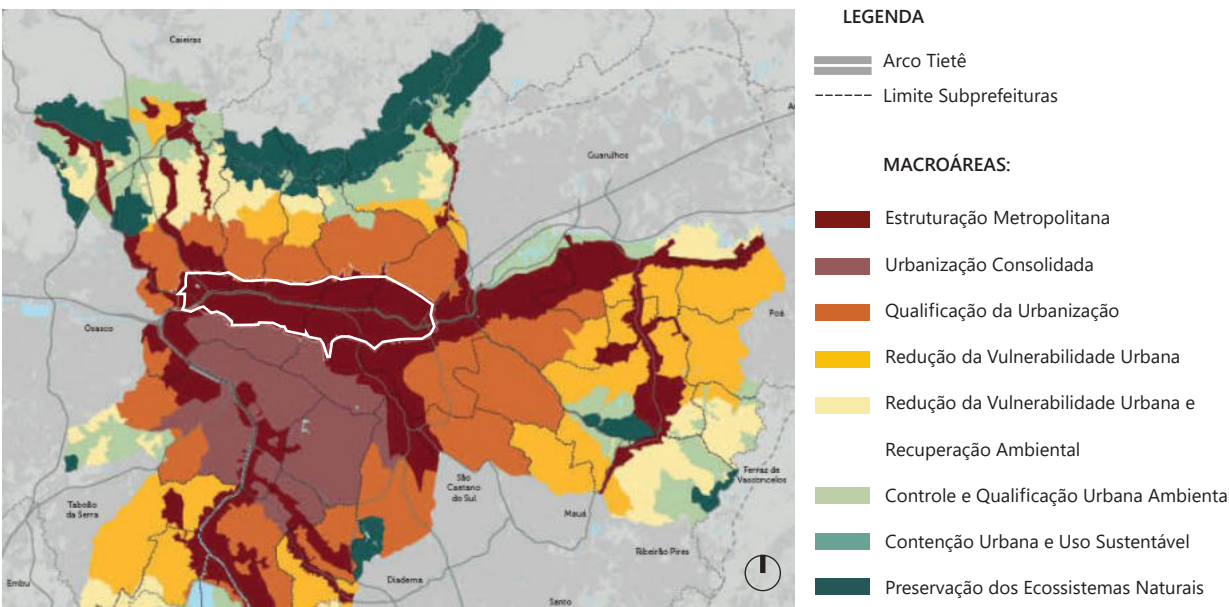 Caieiras
Guarulhos
Osasco
Poá
São
Caetano
do Sul
Ferraz de
Vasconcelos
Taboão
da Serra
Mauá
Ribeirão Pires
Embu
Diadema
Santo
LEGENDA
Arco Tietê
Limite Subprefeituras
MACROÁREAS:
Estruturação Metropolitana
Urbanização Consolidada
Qualificação da Urbanização
Redução da Vulnerabilidade Urbana
Redução da Vulnerabilidade Urbana e
Recuperação Ambiental
Controle e Qualificação Urbana Ambienta
Contenção Urbana e Uso Sustentável
Preservação dos Ecossistemas Naturais